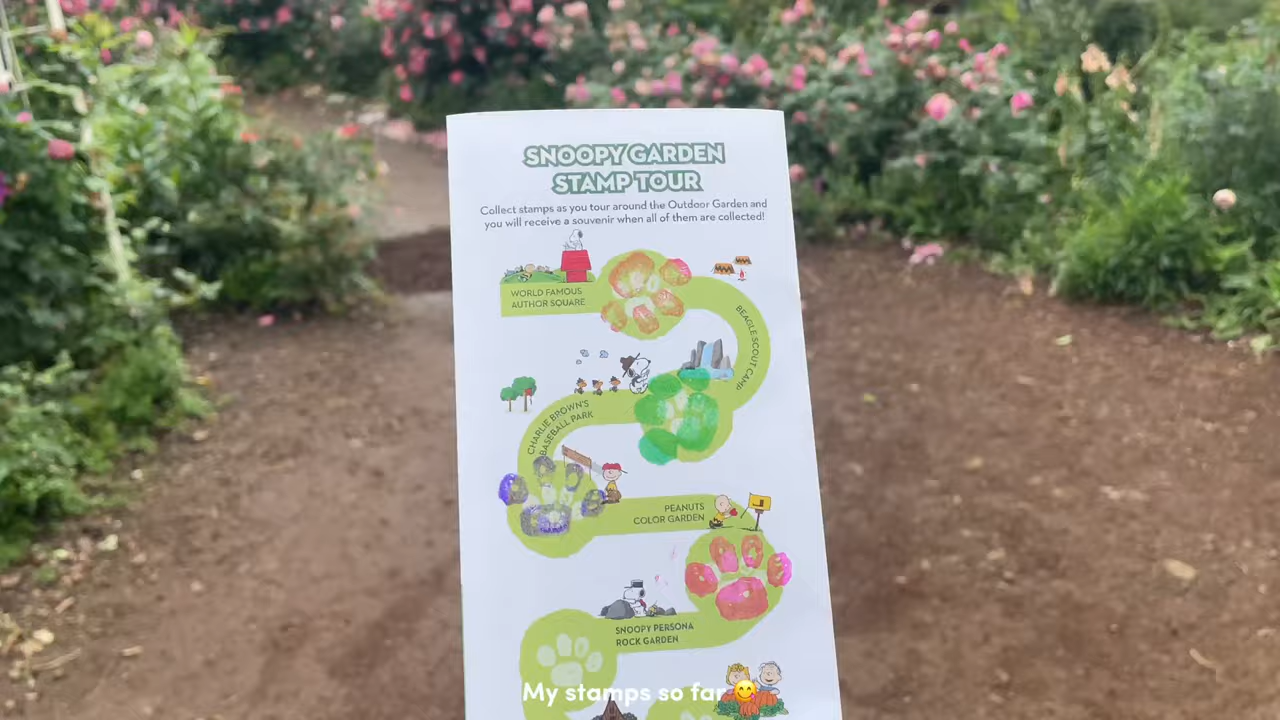 SNOOPY GARDEN
STAMP TOUR
Collect stamps as you tour around the Outdoor Garden and
you will receive a souvenir when all of them are collected!
WORLD FAMOUS
AUTHOR SQUARE
BEAGLE SCOUT CAMP
CHARLIE BROWN'S
BASEBALL PARK
PEANUTS
COLOR GARDEN
SNOOPY PERSONA
ROCK GARDEN
My stamps so far 😋